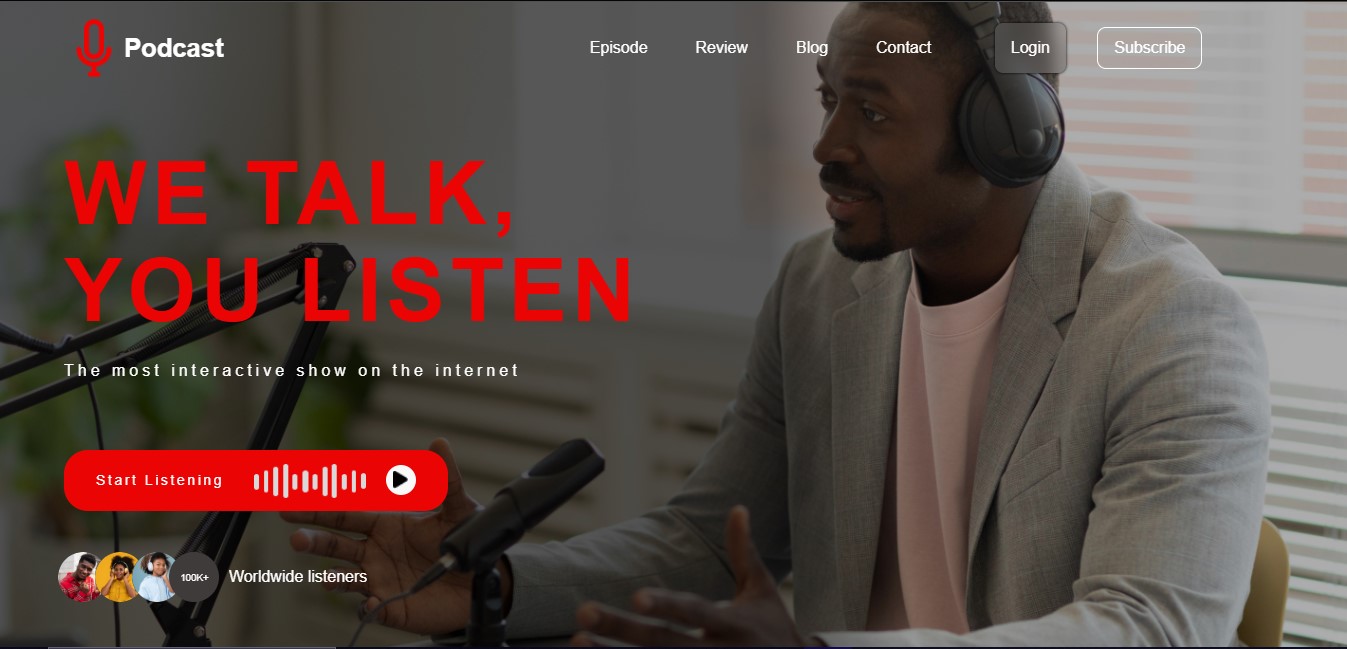 Podcast
Episode
Review
Blog
Contact
Login
Subscribe
WE TALK,
YOU LISTEN
The most interactive show on the internet
Start Listening
100K+
Worldwide listeners